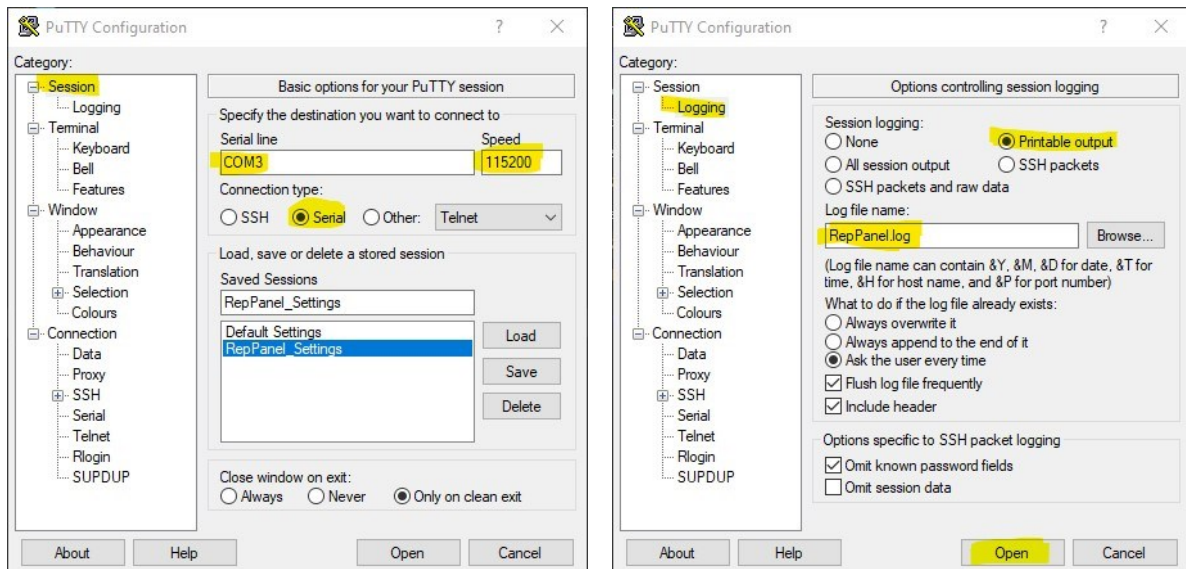 PuTTY Configuration
?
Category:
Session
Logging
Terminal
Keyboard
Bell
Features
Window
Appearance
Behaviour
Translation
Selection
Colours
Connection
Data
Proxy
SSH
Serial
Telnet
Rlogin
SUPDUP
Basic options for your PuTTY session
Specify the destination you want to connect to
Serial line Speed
COM3 115200
Connection type:
SSH Serial Other: Telnet
Load, save or delete a stored session
Saved Sessions
RepPanel_Settings
Default Settings
RepPanel_Settings
Load
Save
Delete
Close window on exit:
Always Never Only on clean exit
About Help Open Cancel
PuTTY Configuration
?
Category:
Session
Logging
Terminal
Keyboard
Bell
Features
Window
Appearance
Behaviour
Translation
Selection
Colours
Connection
Data
Proxy
SSH
Serial
Telnet
Rlogin
SUPDUP
Options controlling session logging
Session logging:
None Printable output
All session output SSH packets
SSH packets and raw data
Log file name:
RepPanel.log Browse...
(Log file name can contain &Y, &M, &D for date, &T for
time, &H for host name, and &P for port number)
What to do if the log file already exists:
Always overwrite it
Always append to the end of it
Ask the user every time
Flush log file frequently
Include header
Options specific to SSH packet logging
Omit known password fields
Omit session data
About Help Open Cancel